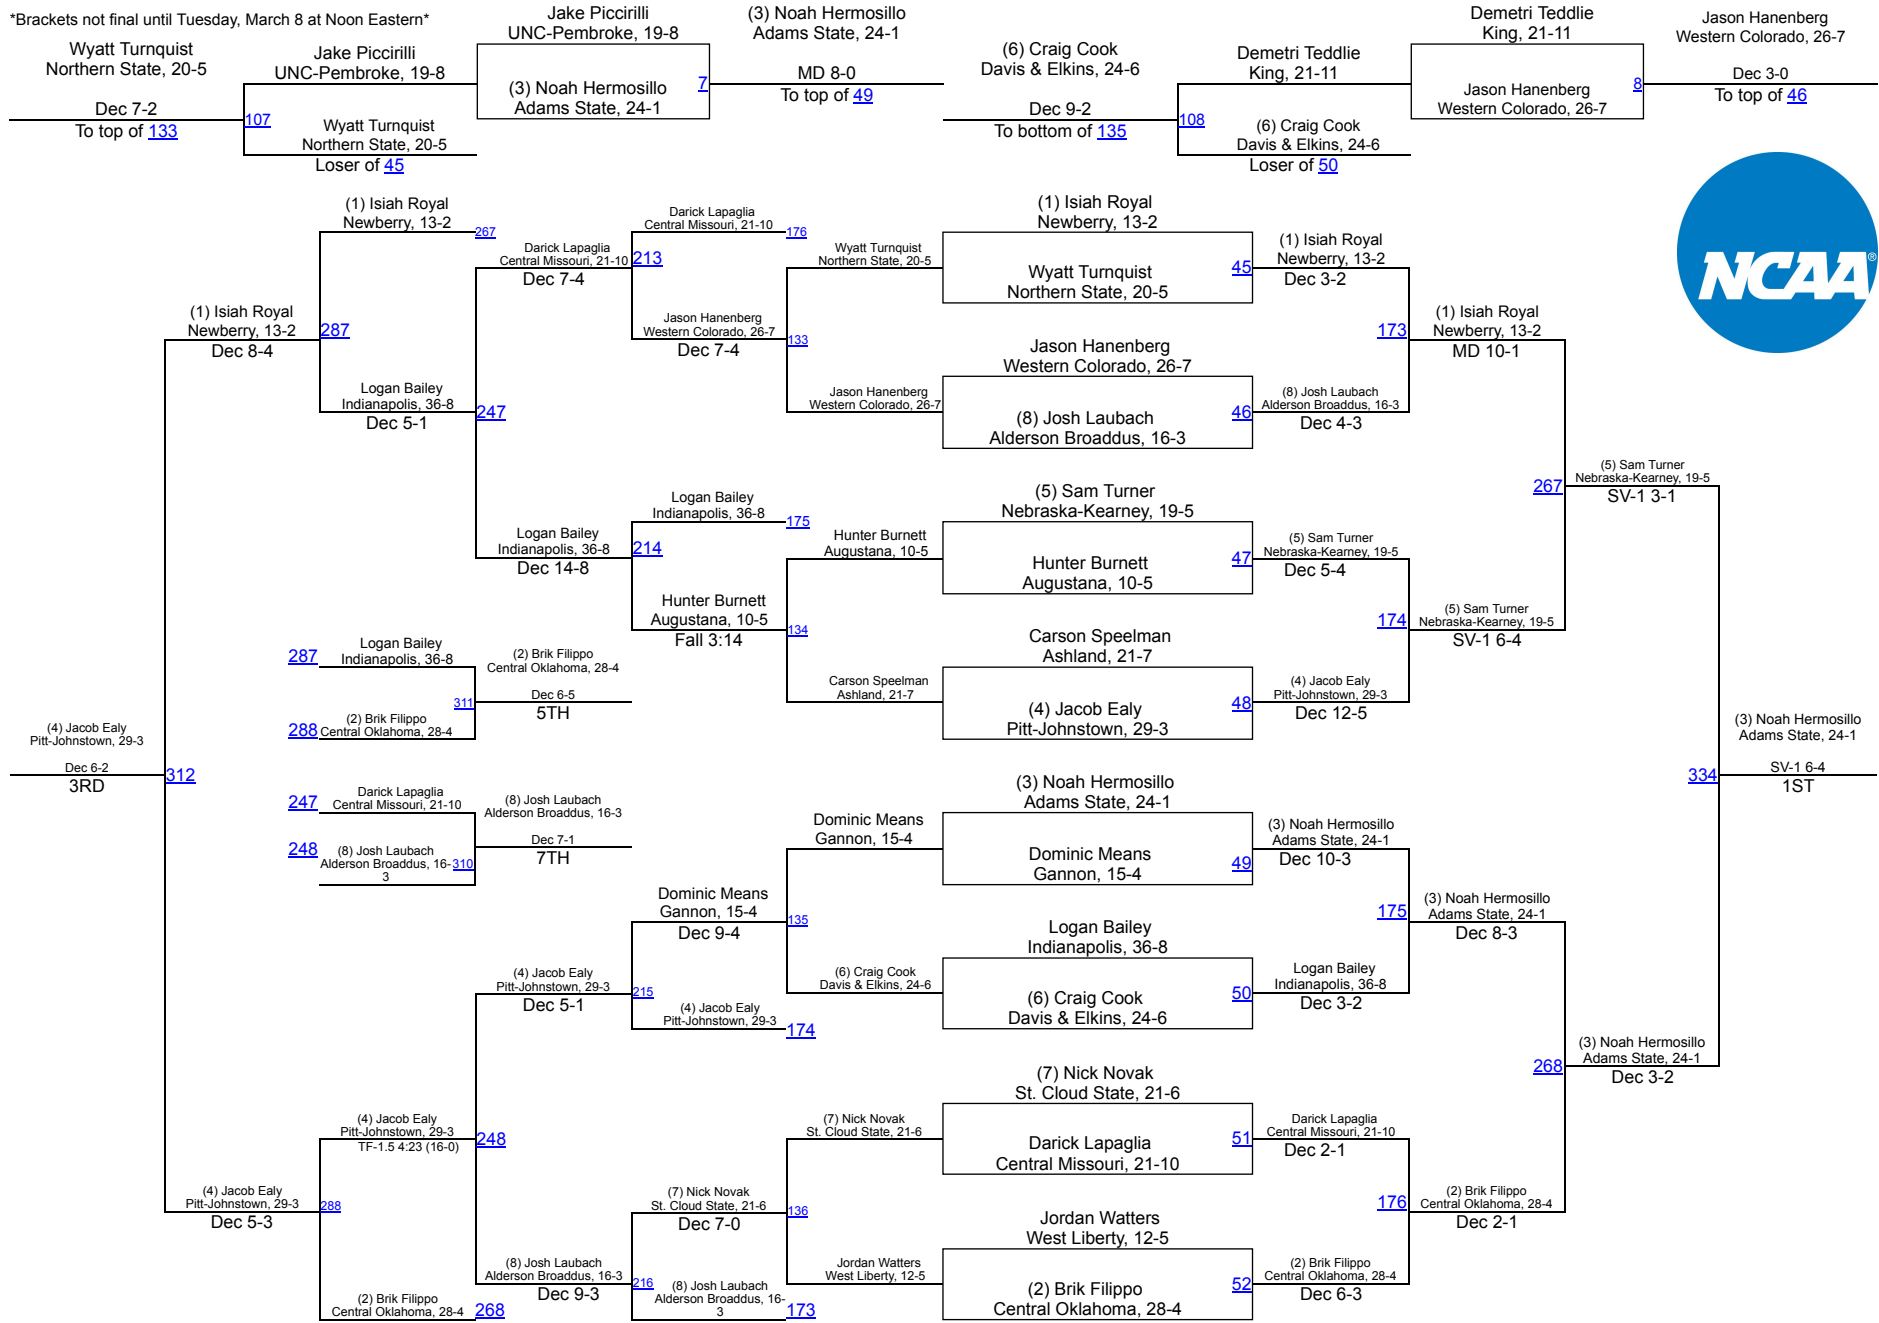 *Brackets not final until Tuesday, March 8 at Noon Eastern*
Wyatt Turnquist
Northern State, 20-5
Dec 7-2
To top of 133
107
Jake Piccirilli
UNC-Pembroke, 19-8
Wyatt Turnquist
Northern State, 20-5
Loser of 45
Jake Piccirilli
UNC-Pembroke, 19-8
(3) Noah Hermosillo
Adams State, 24-1
7
(3) Noah Hermosillo
Adams State, 24-1
MD 8-0
To top of 49
(6) Craig Cook
Davis & Elkins, 24-6
Dec 9-2
To bottom of 135
108
Demetri Teddlie
King, 21-11
(6) Craig Cook
Davis & Elkins, 24-6
Loser of 50
Demetri Teddlie
King, 21-11
Jason Hanenberg
Western Colorado, 26-7
8
Jason Hanenberg
Western Colorado, 26-7
Dec 3-0
To top of 46
NCAA®
(1) Isiah Royal
Newberry, 13-2
Wyatt Turnquist
Northern State, 20-5
45
Jason Hanenberg
Western Colorado, 26-7
(8) Josh Laubach
Alderson Broaddus, 16-3
46
(5) Sam Turner
Nebraska-Kearney, 19-5
Hunter Burnett
Augustana, 10-5
47
Carson Speelman
Ashland, 21-7
(4) Jacob Ealy
Pitt-Johnstown, 29-3
48
(3) Noah Hermosillo
Adams State, 24-1
Dominic Means
Gannon, 15-4
49
Logan Bailey
Indianapolis, 36-8
(6) Craig Cook
Davis & Elkins, 24-6
50
(7) Nick Novak
St. Cloud State, 21-6
Darick Lapaglia
Central Missouri, 21-10
51
Jordan Watters
West Liberty, 12-5
(2) Brik Filippo
Central Oklahoma, 28-4
52
(1) Isiah Royal
Newberry, 13-2
Dec 3-2
173
(8) Josh Laubach
Alderson Broaddus, 16-3
Dec 4-3
(5) Sam Turner
Nebraska-Kearney, 19-5
Dec 5-4
174
(4) Jacob Ealy
Pitt-Johnstown, 29-3
Dec 12-5
(3) Noah Hermosillo
Adams State, 24-1
Dec 10-3
175
Logan Bailey
Indianapolis, 36-8
Dec 3-2
Darick Lapaglia
Central Missouri, 21-10
Dec 2-1
176
(2) Brik Filippo
Central Oklahoma, 28-4
Dec 6-3
(1) Isiah Royal
Newberry, 13-2
MD 10-1
267
(5) Sam Turner
Nebraska-Kearney, 19-5
SV-1 6-4
(3) Noah Hermosillo
Adams State, 24-1
Dec 8-3
268
(2) Brik Filippo
Central Oklahoma, 28-4
Dec 2-1
(5) Sam Turner
Nebraska-Kearney, 19-5
SV-1 3-1
334
(3) Noah Hermosillo
Adams State, 24-1
Dec 3-2
(3) Noah Hermosillo
Adams State, 24-1
SV-1 6-4
1ST
Wyatt Turnquist
Northern State, 20-5
133
Jason Hanenberg
Western Colorado, 26-7
Hunter Burnett
Augustana, 10-5
134
Carson Speelman
Ashland, 21-7
Dominic Means
Gannon, 15-4
135
(6) Craig Cook
Davis & Elkins, 24-6
(7) Nick Novak
St. Cloud State, 21-6
136
Jordan Watters
West Liberty, 12-5
Darick Lapaglia
Central Missouri, 21-10
176
213
Jason Hanenberg
Western Colorado, 26-7
Dec 7-4
Logan Bailey
Indianapolis, 36-8
175
214
Hunter Burnett
Augustana, 10-5
Fall 3:14
Dominic Means
Gannon, 15-4
Dec 9-4
215
(4) Jacob Ealy
Pitt-Johnstown, 29-3
174
(7) Nick Novak
St. Cloud State, 21-6
Dec 7-0
216
(8) Josh Laubach
Alderson Broaddus, 16-
3
173
Darick Lapaglia
Central Missouri, 21-10
Dec 7-4
247
Logan Bailey
Indianapolis, 36-8
Dec 14-8
(4) Jacob Ealy
Pitt-Johnstown, 29-3
Dec 5-1
248
(8) Josh Laubach
Alderson Broaddus, 16-3
Dec 9-3
(1) Isiah Royal
Newberry, 13-2
267
287
Logan Bailey
Indianapolis, 36-8
Dec 5-1
(4) Jacob Ealy
Pitt-Johnstown, 29-3
TF-1.5 4:23 (16-0)
288
(2) Brik Filippo
Central Oklahoma, 28-4
268
(1) Isiah Royal
Newberry, 13-2
Dec 8-4
312
(4) Jacob Ealy
Pitt-Johnstown, 29-3
Dec 5-3
(4) Jacob Ealy
Pitt-Johnstown, 29-3
Dec 6-2
3RD
287
Logan Bailey
Indianapolis, 36-8
311
288
(2) Brik Filippo
Central Oklahoma, 28-4
(2) Brik Filippo
Central Oklahoma, 28-4
Dec 6-5
5TH
247
Darick Lapaglia
Central Missouri, 21-10
248
(8) Josh Laubach
Alderson Broaddus, 16-
3
310
(8) Josh Laubach
Alderson Broaddus, 16-3
Dec 7-1
7TH